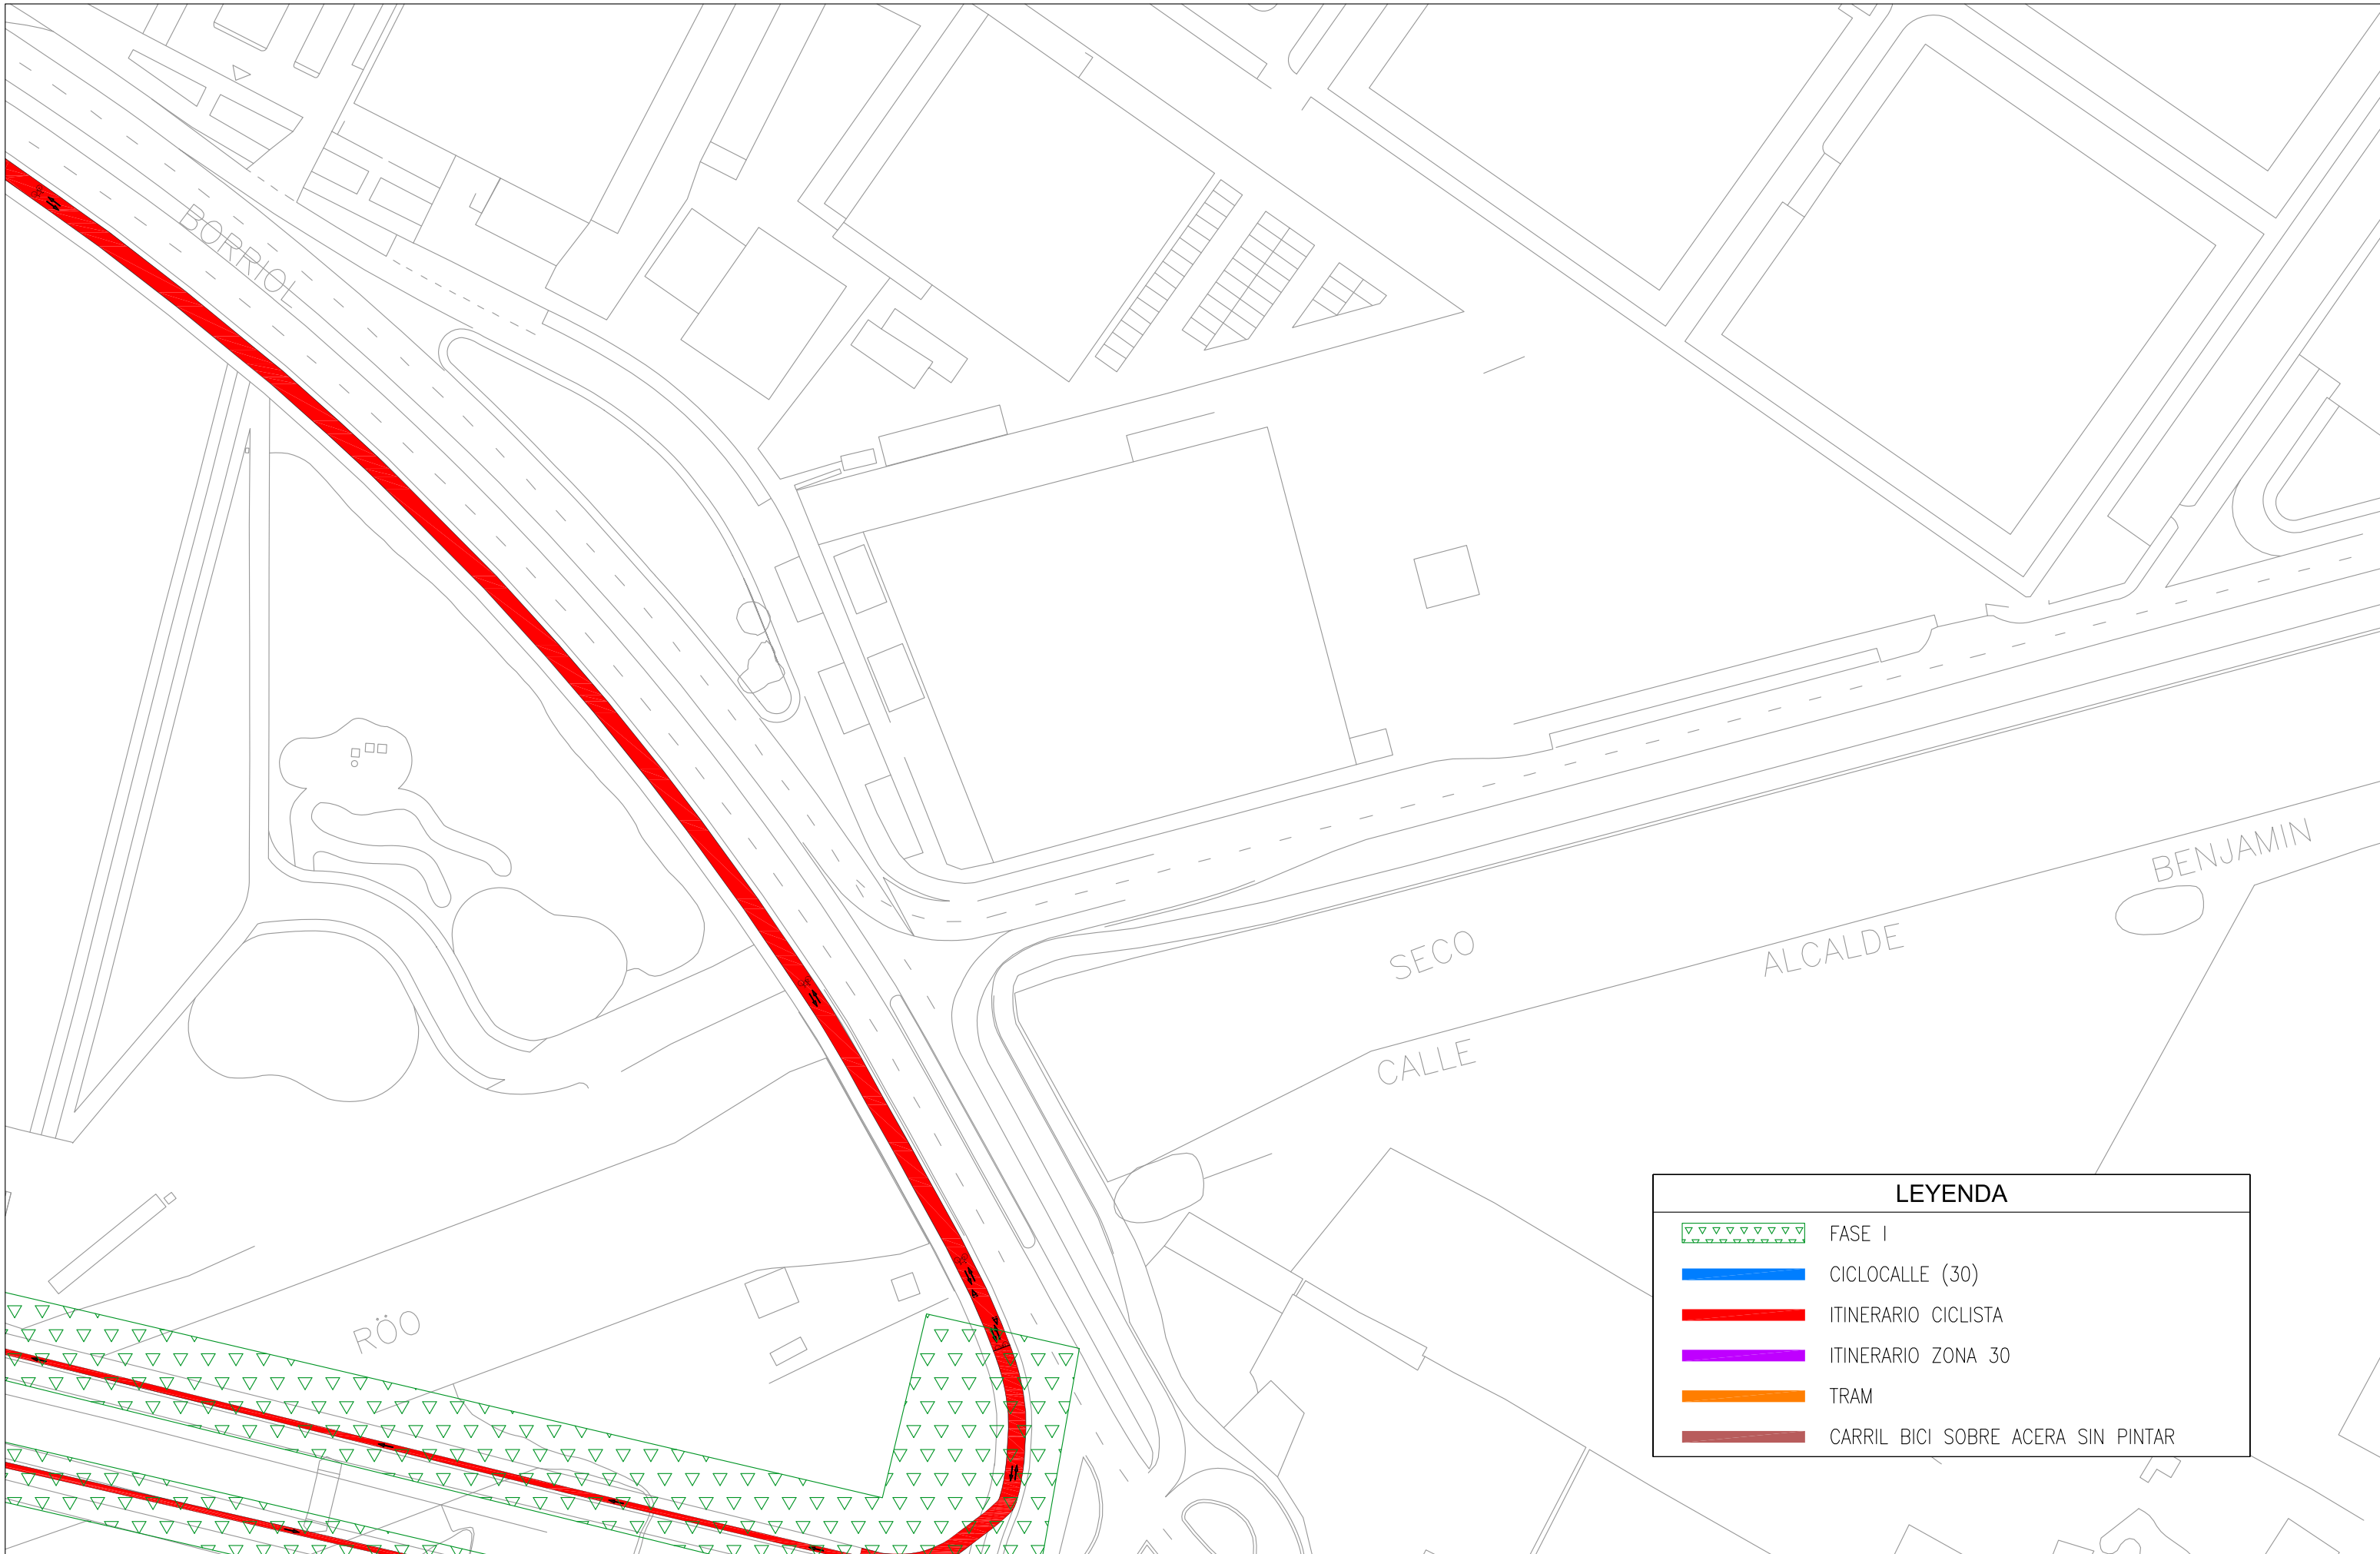 BORRIOL
SECO
ALCALDE
BENJAMIN
CALLE
RÖO
LEYENDA
FASE I
CICLOCALLE (30)
ITINERARIO CICLISTA
ITINERARIO ZONA 30
TRAM
CARRIL BICI SOBRE ACERA SIN PINTAR